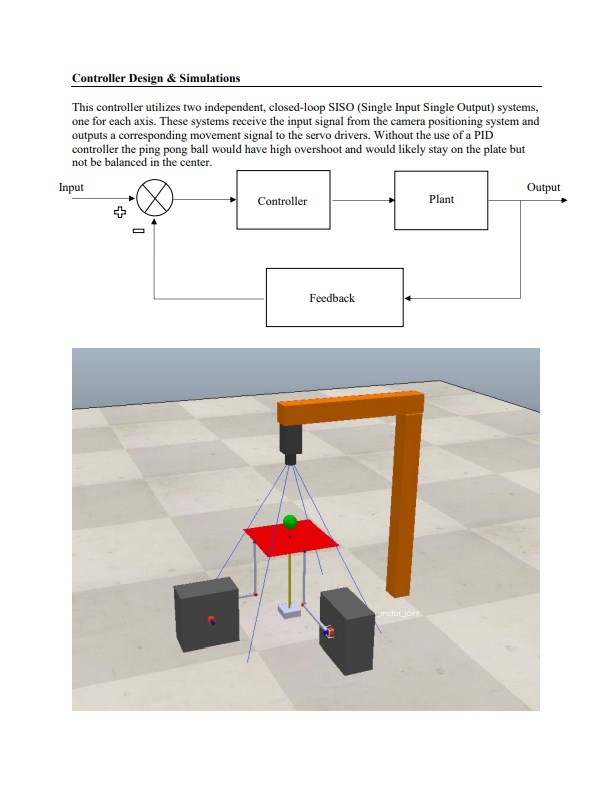 Controller Design & Simulations
This controller utilizes two independent, closed-loop SISO (Single Input Single Output) systems,
one for each axis. These systems receive the input signal from the camera positioning system and
outputs a corresponding movement signal to the servo drivers. Without the use of a PID
controller the ping pong ball would have high overshoot and would likely stay on the plate but
not be balanced in the center.
Input
Output
Controller
Plant
Feedback
_motor_joint